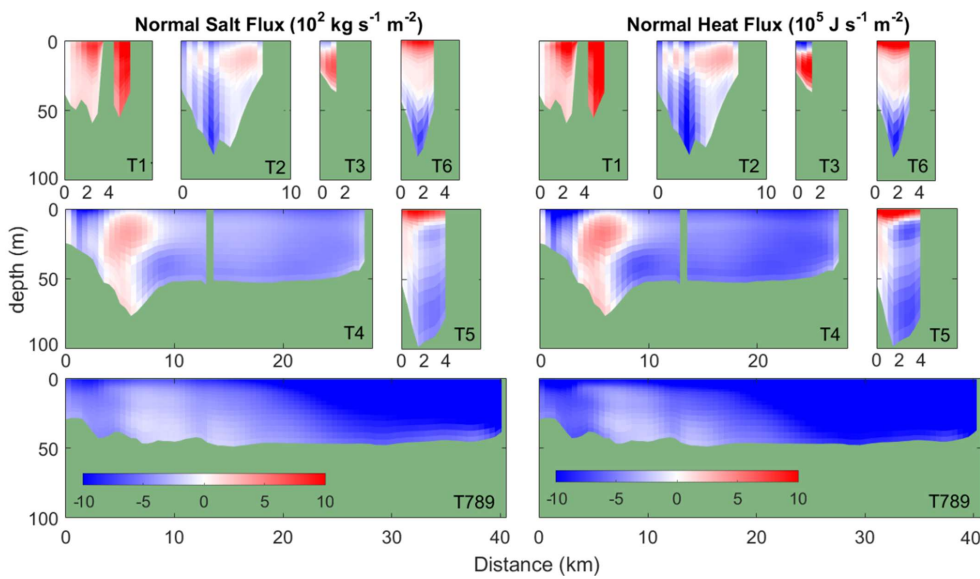 Normal Salt Flux (10² kg s⁻¹ m⁻²) Normal Heat Flux (10⁵ J s⁻¹ m⁻²)
0
50
100
T1 T2 T3 T6 T1 T2 T3 T6
0 2 4 0 10 0 2 4 0 2 4 0 2 4 0 10 0 2 4 0 2 4
depth (m)
0
50
100
T4 T5 T4 T5
0 10 20 0 2 4 0 10 20 0 2 4
0
50
100
-10 -5 0 5 10 -10 -5 0 5 10
T789 T789
0 10 20 30 40 0 10 20 30 40
Distance (km)